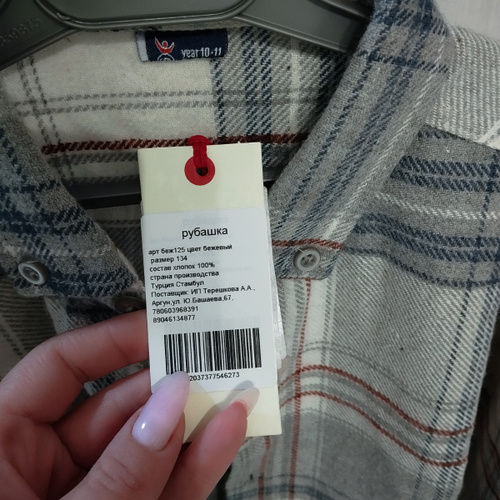 year 10-11
рубашка
арт беж125 цвет бежевый
размер 134
состав хлопок 100%
страна производства
Турция Стамбул
Поставщик: ИП Терешкова А.А.,
Аргун,ул. Ю.Башаева,67,
780603968391
89046134877
2037377546273